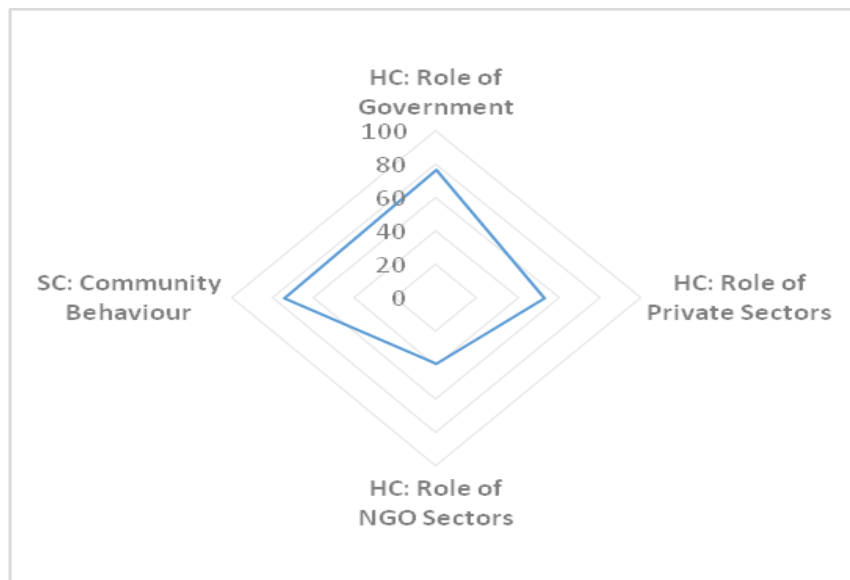 HC: Role of
Government
100
80
60
40
20
0
SC: Community
Behaviour
HC: Role of
Private Sectors
HC: Role of
NGO Sectors